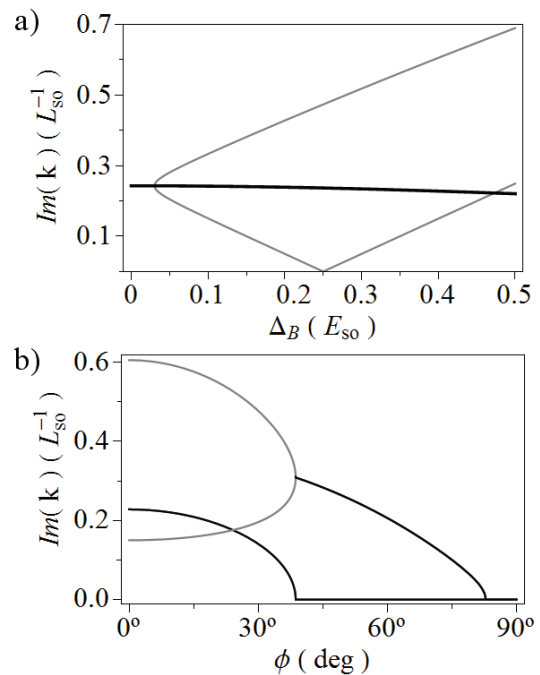 a)
Im( k ) ( L_so^-1 )
0.7
0.5
0.3
0.1
0 0.1 0.2 0.3 0.4 0.5
Δ_B ( E_so )
b)
Im( k ) ( L_so^-1 )
0.6
0.4
0.2
0.0
0º 30º 60º 90º
ϕ ( deg )